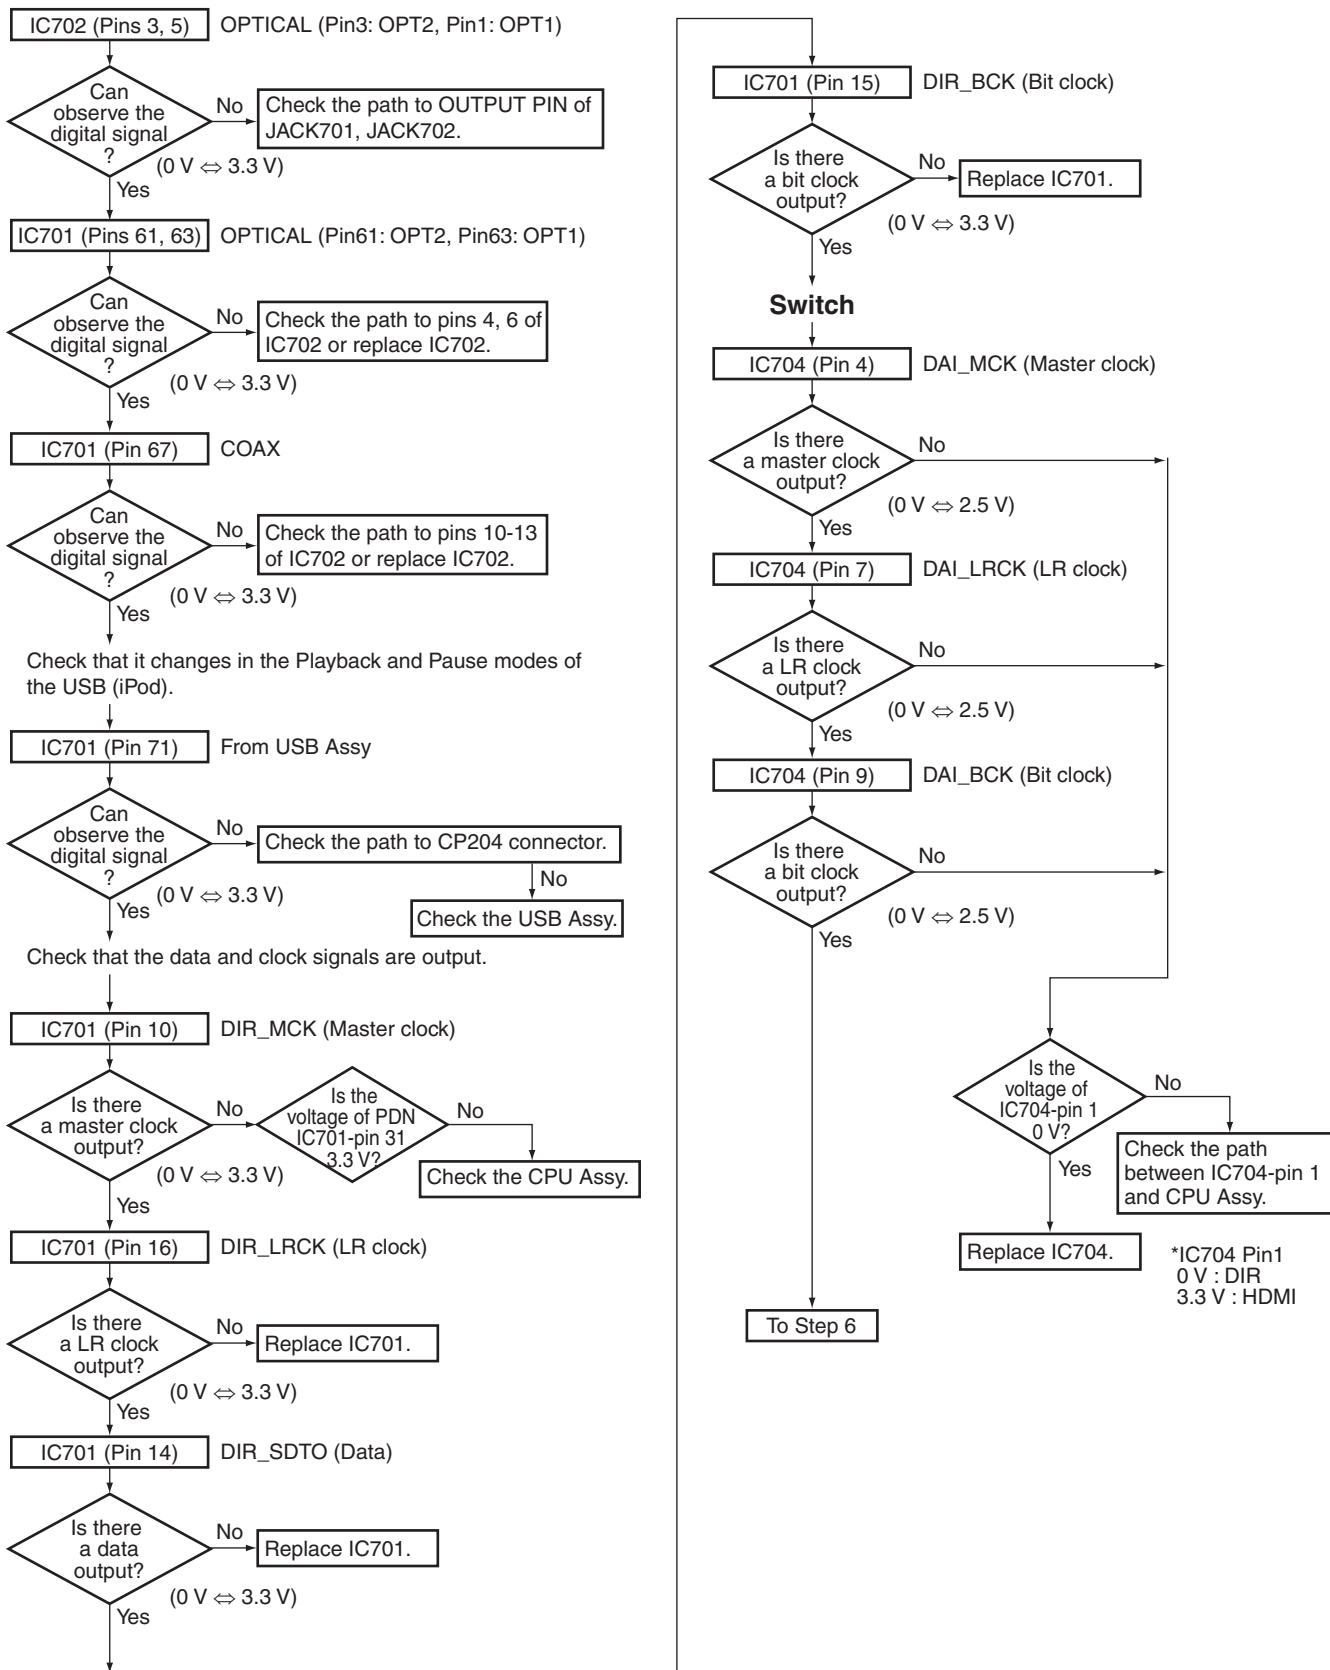 IC702 (Pins 3, 5)
OPTICAL (Pin3: OPT2, Pin1: OPT1)
Can
observe the
digital signal
?
No
Check the path to OUTPUT PIN of
JACK701, JACK702.
(0 V ⇔ 3.3 V)
Yes
IC701 (Pins 61, 63)
OPTICAL (Pin61: OPT2, Pin63: OPT1)
Can
observe the
digital signal
?
No
Check the path to pins 4, 6 of
IC702 or replace IC702.
(0 V ⇔ 3.3 V)
Yes
IC701 (Pin 67)
COAX
Can
observe the
digital signal
?
No
Check the path to pins 10-13
of IC702 or replace IC702.
(0 V ⇔ 3.3 V)
Yes
Check that it changes in the Playback and Pause modes of
the USB (iPod).
IC701 (Pin 71)
From USB Assy
Can
observe the
digital signal
?
No
Check the path to CP204 connector.
No
Check the USB Assy.
(0 V ⇔ 3.3 V)
Yes
Check that the data and clock signals are output.
IC701 (Pin 10)
DIR_MCK (Master clock)
Is there
a master clock
output?
No
Is the
voltage of PDN
IC701-pin 31
3.3 V?
No
Check the CPU Assy.
(0 V ⇔ 3.3 V)
Yes
IC701 (Pin 16)
DIR_LRCK (LR clock)
Is there
a LR clock
output?
No
Replace IC701.
(0 V ⇔ 3.3 V)
Yes
IC701 (Pin 14)
DIR_SDTO (Data)
Is there
a data
output?
No
Replace IC701.
(0 V ⇔ 3.3 V)
Yes
IC701 (Pin 15)
DIR_BCK (Bit clock)
Is there
a bit clock
output?
No
Replace IC701.
(0 V ⇔ 3.3 V)
Yes
Switch
IC704 (Pin 4)
DAI_MCK (Master clock)
Is there
a master clock
output?
No
(0 V ⇔ 2.5 V)
Yes
IC704 (Pin 7)
DAI_LRCK (LR clock)
Is there
a LR clock
output?
No
(0 V ⇔ 2.5 V)
Yes
IC704 (Pin 9)
DAI_BCK (Bit clock)
Is there
a bit clock
output?
No
(0 V ⇔ 2.5 V)
Yes
Is the
voltage of
IC704-pin 1
0 V?
No
Check the path
between IC704-pin 1
and CPU Assy.
Yes
Replace IC704.
*IC704 Pin1
0 V : DIR
3.3 V : HDMI
To Step 6